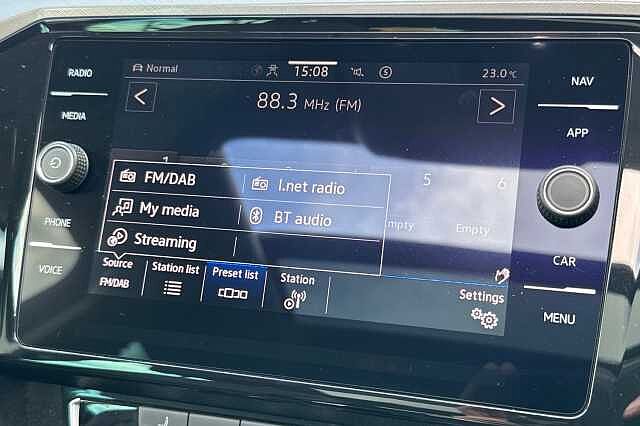 RADIO
MEDIA
PHONE
VOICE
Normal
15:08
S
23.0°C
88.3 MHz (FM)
1
5
6
FM/DAB
I.net radio
My media
BT audio
Streaming
mpty
Empty
Source
FM/DAB
Station list
Preset list
Station
Settings
NAV
APP
CAR
MENU